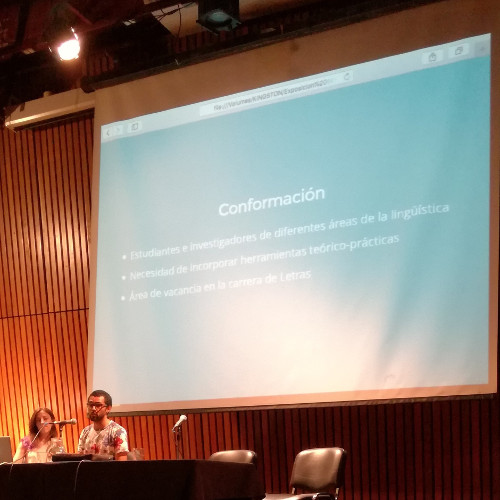 Conformación
• Estudiantes e investigadores de diferentes áreas de la lingüística
• Necesidad de incorporar herramientas teórico-prácticas
• Área de vacancia en la carrera de Letras